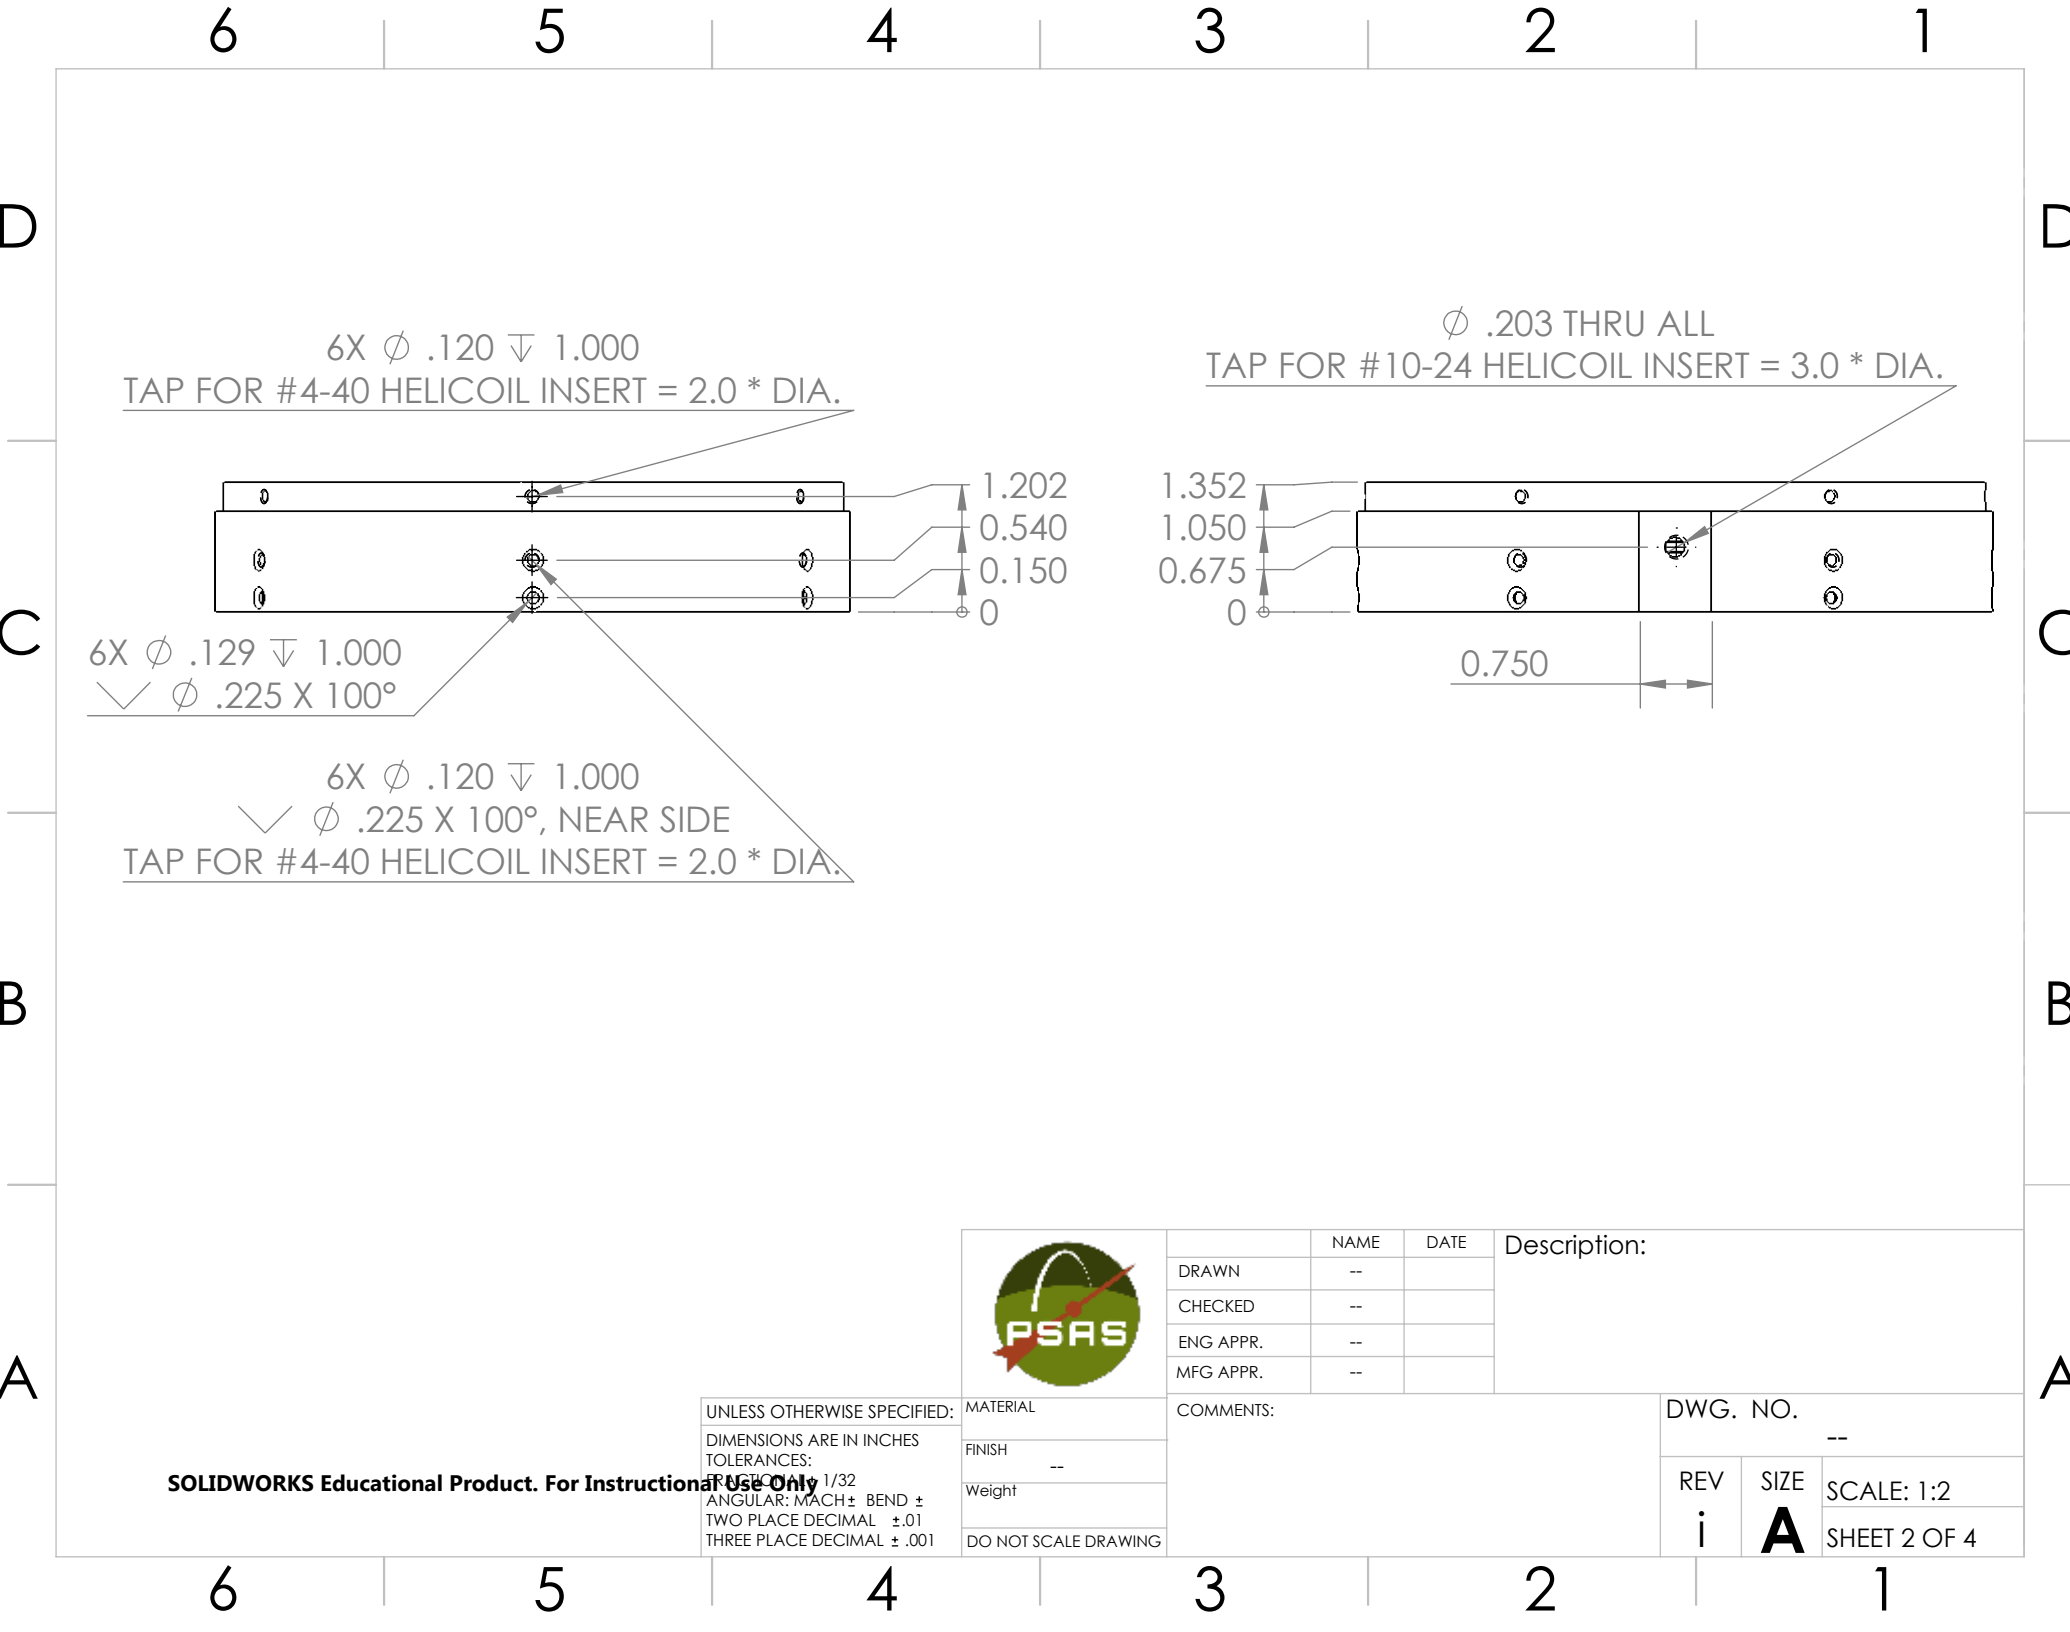 6 5 4 3 2 1
D D
Ø .203 THRU ALL
TAP FOR #10-24 HELICOIL INSERT = 3.0 * DIA.
6X Ø .120 ↧ 1.000
TAP FOR #4-40 HELICOIL INSERT = 2.0 * DIA.
1.202
0.540
0.150
0
1.352
1.050
0.675
0
0.750
C C
6X Ø .129 ↧ 1.000
⌵ Ø .225 X 100°
6X Ø .120 ↧ 1.000
⌵ Ø .225 X 100°, NEAR SIDE
TAP FOR #4-40 HELICOIL INSERT = 2.0 * DIA.
B B
A A
PSAS
NAME DATE
DRAWN --
CHECKED --
ENG APPR. --
MFG APPR. --
Description:
UNLESS OTHERWISE SPECIFIED:
DIMENSIONS ARE IN INCHES
TOLERANCES:
FRACTIONAL± 1/32
ANGULAR: MACH± BEND ±
TWO PLACE DECIMAL ±.01
THREE PLACE DECIMAL ± .001
MATERIAL
FINISH
--
Weight
DO NOT SCALE DRAWING
COMMENTS:
DWG. NO.
--
REV
i
SIZE
A
SCALE: 1:2
SHEET 2 OF 4
SOLIDWORKS Educational Product. For Instructional Use Only
6 5 4 3 2 1